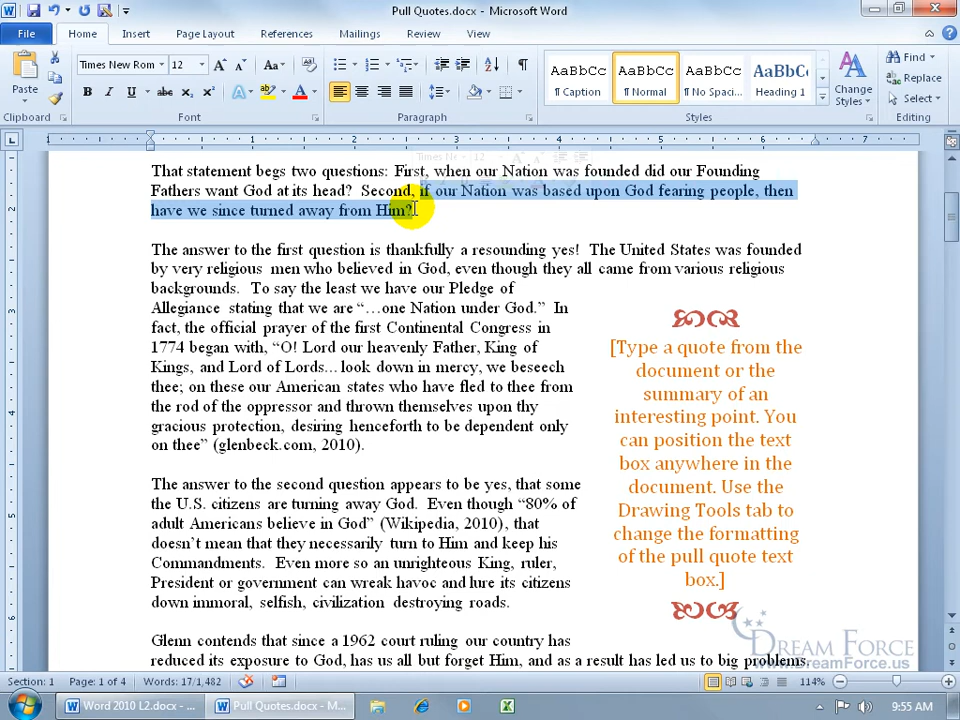 Pull Quotes.docx - Microsoft Word
File Home Insert Page Layout References Mailings Review View
Times New Rom 12
Paste
AaBbCc AaBbCc AaBbCc AaBbCc
¶ Caption ¶ Normal ¶ No Spaci... Heading 1
Change Styles
Find
Replace
Select
Clipboard Font Paragraph Styles Editing
1 1 2 3 4 5 6 7
That statement begs two questions: First, when our Nation was founded did our Founding
Fathers want God at its head? Second, if our Nation was based upon God fearing people, then
have we since turned away from Him?
The answer to the first question is thankfully a resounding yes! The United States was founded
by very religious men who believed in God, even though they all came from various religious
backgrounds. To say the least we have our Pledge of
Allegiance stating that we are “…one Nation under God.” In
fact, the official prayer of the first Continental Congress in
1774 began with, “O! Lord our heavenly Father, King of
Kings, and Lord of Lords... look down in mercy, we beseech
thee; on these our American states who have fled to thee from
the rod of the oppressor and thrown themselves upon thy
gracious protection, desiring henceforth to be dependent only
on thee” (glenbeck.com, 2010).
[Type a quote from the
document or the
summary of an
interesting point. You
can position the text
box anywhere in the
document. Use the
Drawing Tools tab to
change the formatting
of the pull quote text
box.]
The answer to the second question appears to be yes, that some
the U.S. citizens are turning away God. Even though “80% of
adult Americans believe in God” (Wikipedia, 2010), that
doesn’t mean that they necessarily turn to Him and keep his
Commandments. Even more so an unrighteous King, ruler,
President or government can wreak havoc and lure its citizens
down immoral, selfish, civilization destroying roads.
Glenn contends that since a 1962 court ruling our country has
reduced its exposure to God, has us all but forget Him, and as a result has led us to big problems
DREAM FORCE
www.DreamForce.us
Section: 1 Page: 1 of 4 Words: 17/1,482 114%
Word 2010 L2.docx - ... Pull Quotes.docx - M... 9:55 AM